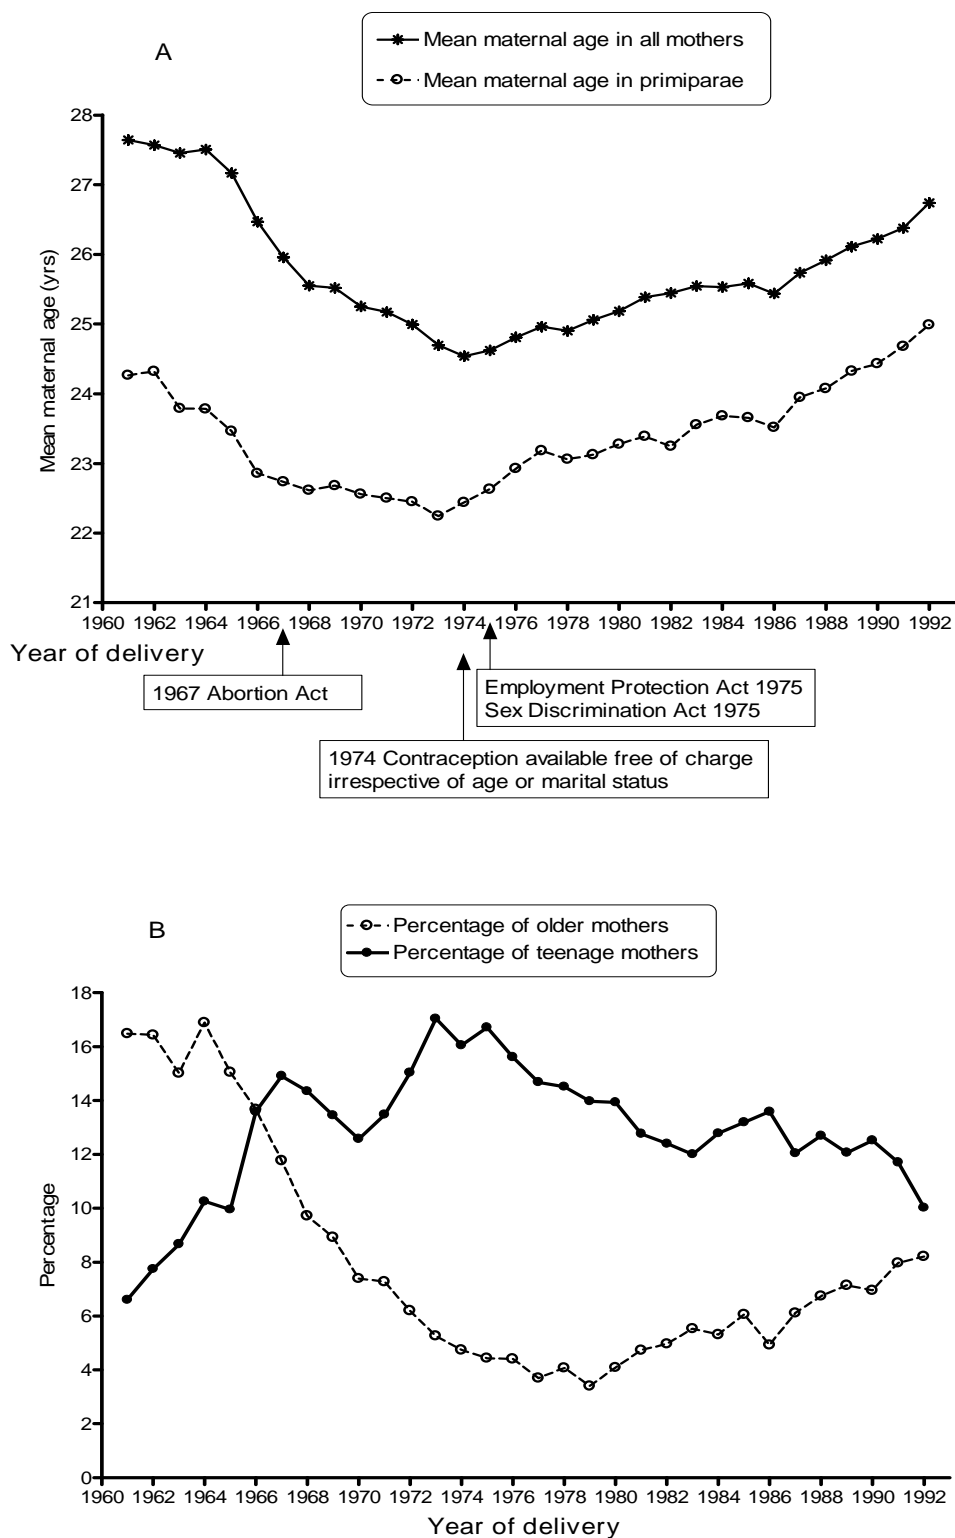 A
Mean maternal age in all mothers
Mean maternal age in primiparae
28
27
26
25
24
23
22
21
Mean maternal age (yrs)
1960 1962 1964 1966 1968 1970 1972 1974 1976 1978 1980 1982 1984 1986 1988 1990 1992
Year of delivery
1967 Abortion Act
Employment Protection Act 1975
Sex Discrimination Act 1975
1974 Contraception available free of charge
irrespective of age or marital status
B
Percentage of older mothers
Percentage of teenage mothers
18
16
14
12
10
8
6
4
2
0
Percentage
1960 1962 1964 1966 1968 1970 1972 1974 1976 1978 1980 1982 1984 1986 1988 1990 1992
Year of delivery